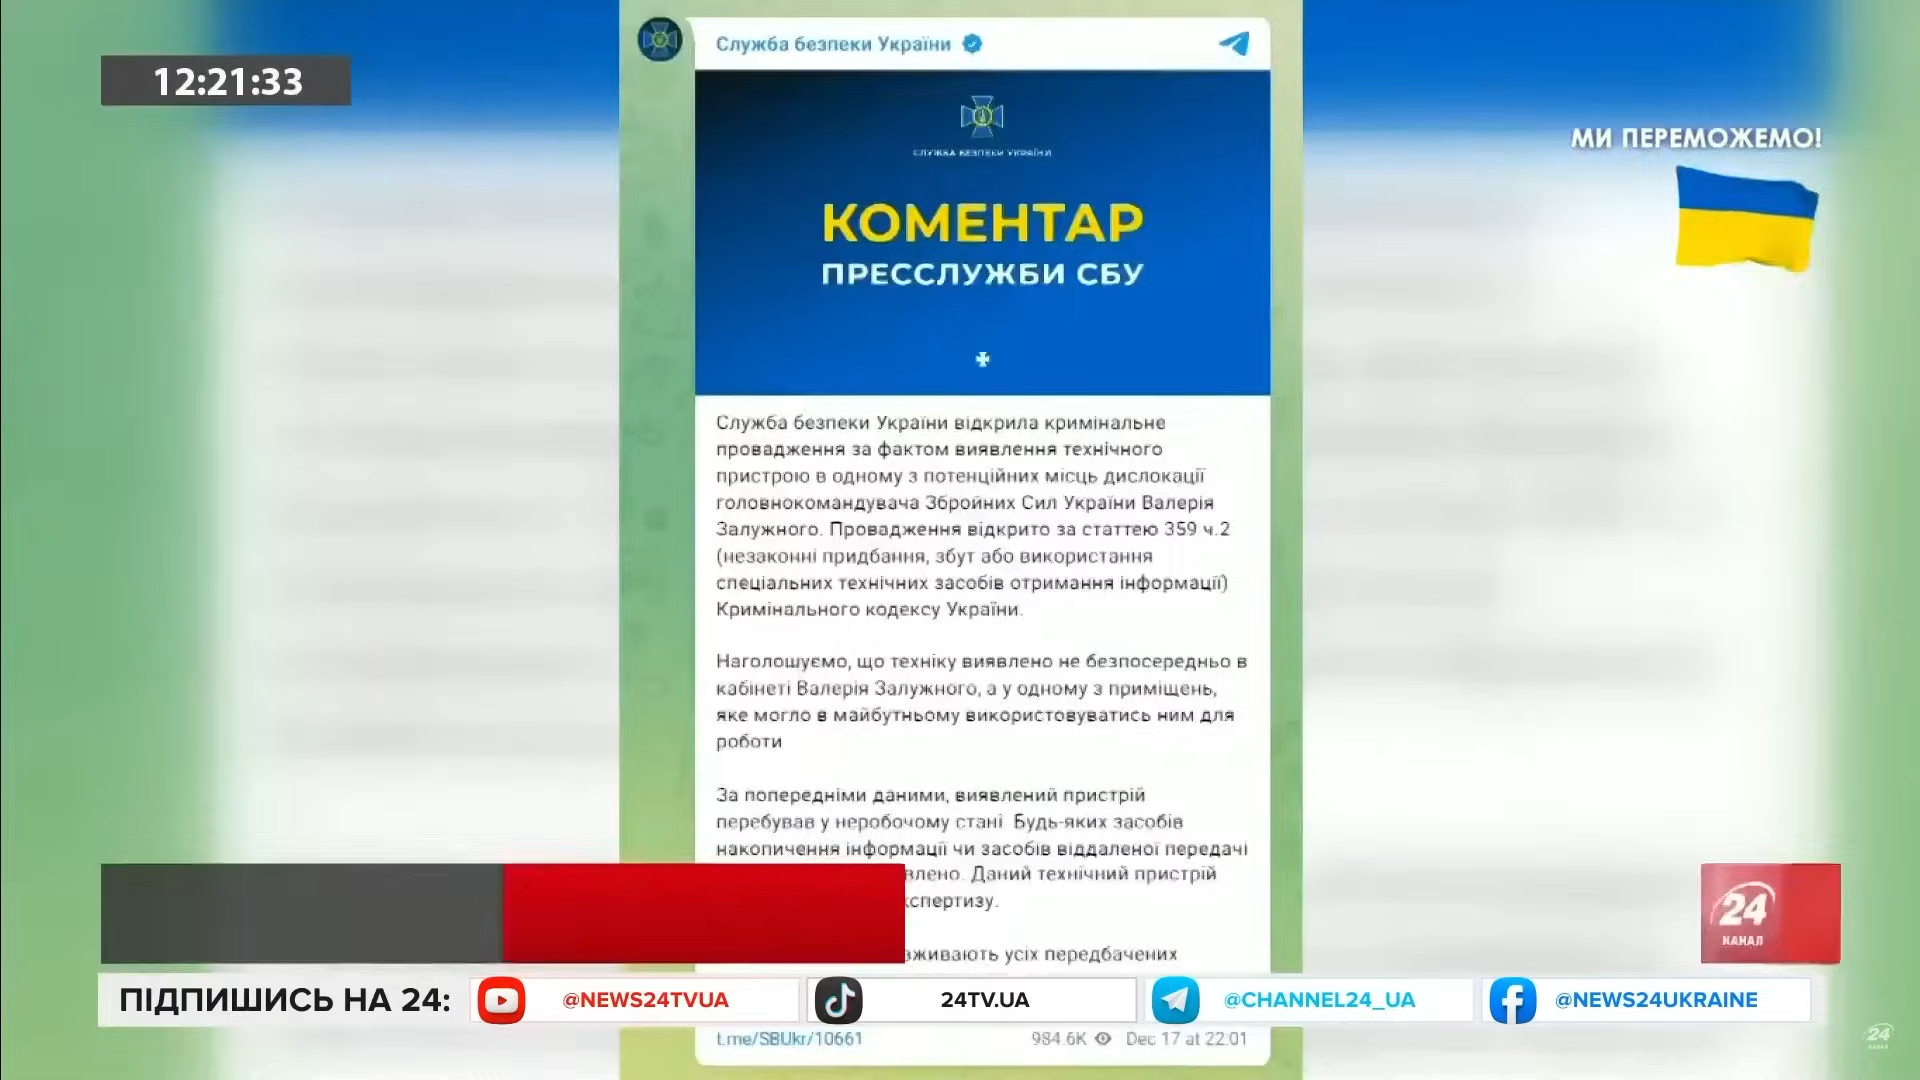 12:21:33
Служба безпеки України
СЛУЖБА БЕЗПЕКИ УКРАЇНИ
КОМЕНТАР
ПРЕССЛУЖБИ СБУ
МИ ПЕРЕМОЖЕМО!
Служба безпеки України відкрила кримінальне
провадження за фактом виявлення технічного
пристрою в одному з потенційних місць дислокації
головнокомандувача Збройних Сил України Валерія
Залужного. Провадження відкрито за статтею 359 ч.2
(незаконні придбання, збут або використання
спеціальних технічних засобів отримання інформації)
Кримінального кодексу України.
Наголошуємо, що техніку виявлено не безпосередньо в
кабінеті Валерія Залужного, а у одному з приміщень,
яке могло в майбутньому використовуватись ним для
роботи
За попередніми даними, виявлений пристрій
перебував у неробочому стані Будь-яких засобів
накопичення інформації чи засобів віддаленої передачі
влено. Даний технічний пристрій
кспертизу.
вживають усіх передбачених
24
КАНАЛ
ПІДПИШИСЬ НА 24:
@NEWS24TVUA
24TV.UA
@CHANNEL24_UA
@NEWS24UKRAINE
t.me/SBUkr/10661
984.6K
Dec 17 at 22:01
24
КАНАЛ